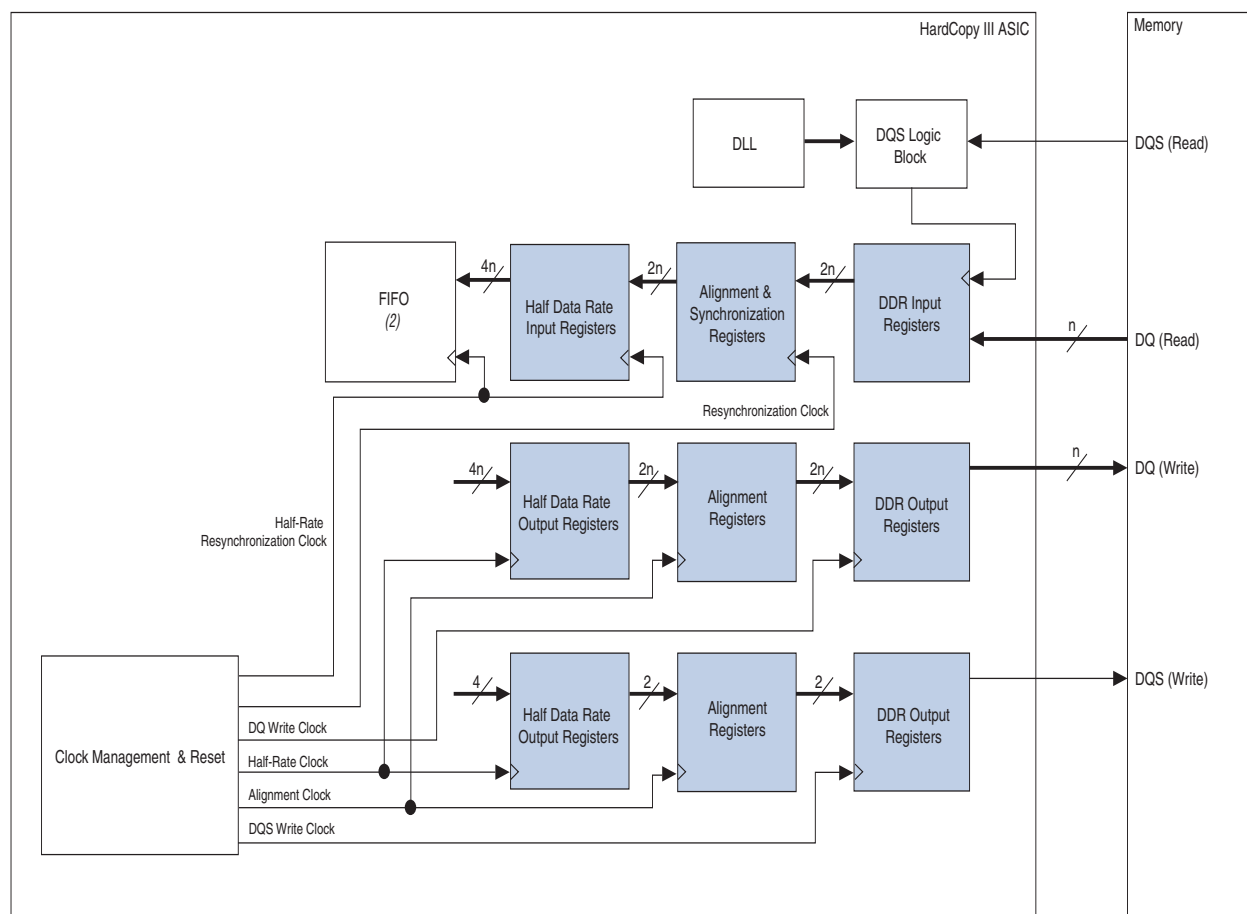 HardCopy III ASIC
Memory
DLL
DQS Logic
Block
DQS (Read)
FIFO
(2)
4n
Half Data Rate
Input Registers
2n
Alignment &
Synchronization
Registers
2n
DDR Input
Registers
n
DQ (Read)
Resynchronization Clock
Half-Rate
Resynchronization Clock
4n
Half Data Rate
Output Registers
2n
Alignment
Registers
2n
DDR Output
Registers
n
DQ (Write)
4
Half Data Rate
Output Registers
2
Alignment
Registers
2
DDR Output
Registers
DQS (Write)
Clock Management & Reset
DQ Write Clock
Half-Rate Clock
Alignment Clock
DQS Write Clock